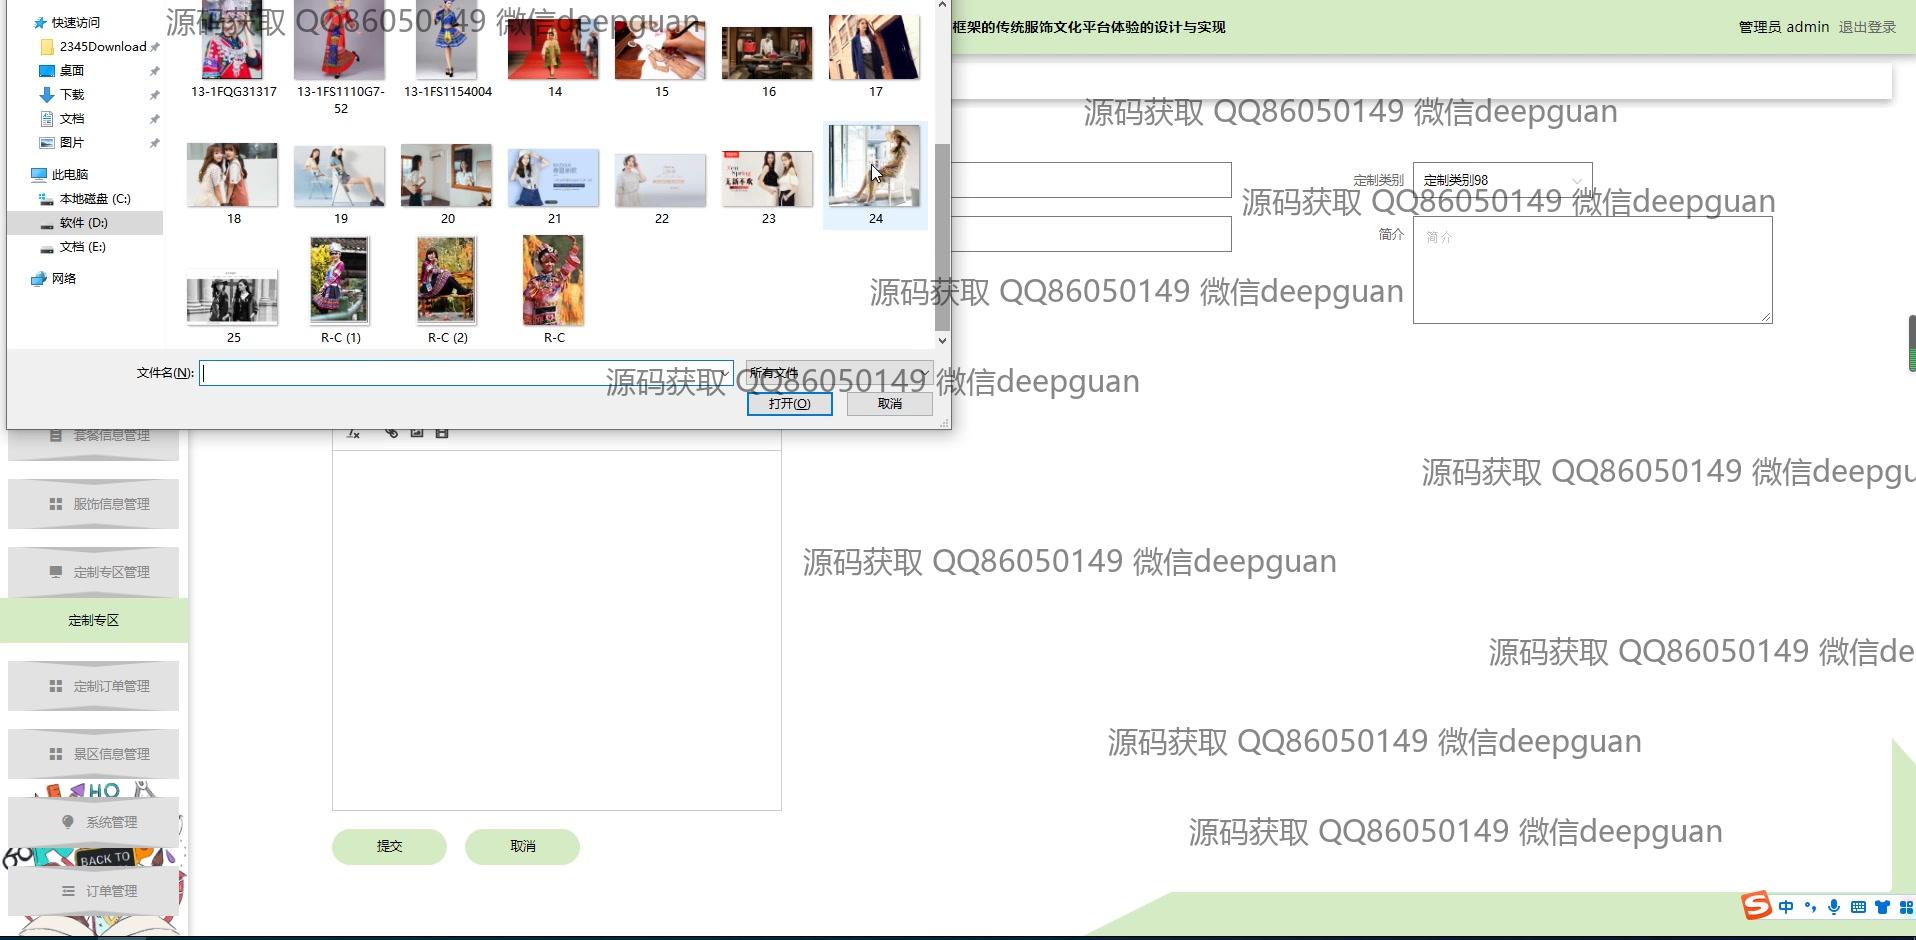 快速访问
2345Download
桌面
下载
文档
图片
此电脑
本地磁盘 (C:)
软件 (D:)
文档 (E:)
网络
13-1FQG31317
13-1FS1110G7-52
13-1FS1154004
14
15
16
17
18
19
20
21
22
23
24
25
R-C (1)
R-C (2)
R-C
文件名(N):
所有文件
打开(O)
取消
框架的传统服饰文化平台体验的设计与实现
管理员 admin
退出登录
定制类别
定制类别98
简介
简介
套餐信息管理
服饰信息管理
定制专区管理
定制专区
定制订单管理
景区信息管理
系统管理
BACK TO
订单管理
提交
取消
中
源码获取 QQ86050149 微信deepguan
源码获取 QQ86050149 微信deepguan
源码获取 QQ86050149 微信deepguan
源码获取 QQ86050149 微信deepguan
源码获取 QQ86050149 微信deepguan
源码获取 QQ86050149 微信deepgu
源码获取 QQ86050149 微信deepguan
源码获取 QQ86050149 微信de
源码获取 QQ86050149 微信deepguan
源码获取 QQ86050149 微信deepguan